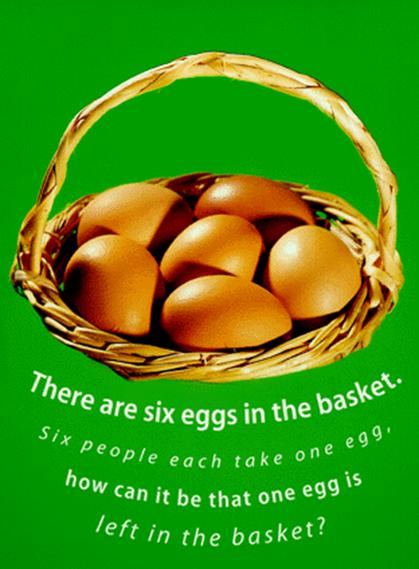 There are six eggs in the basket.
Six people each take one egg,
how can it be that one egg is
left in the basket?